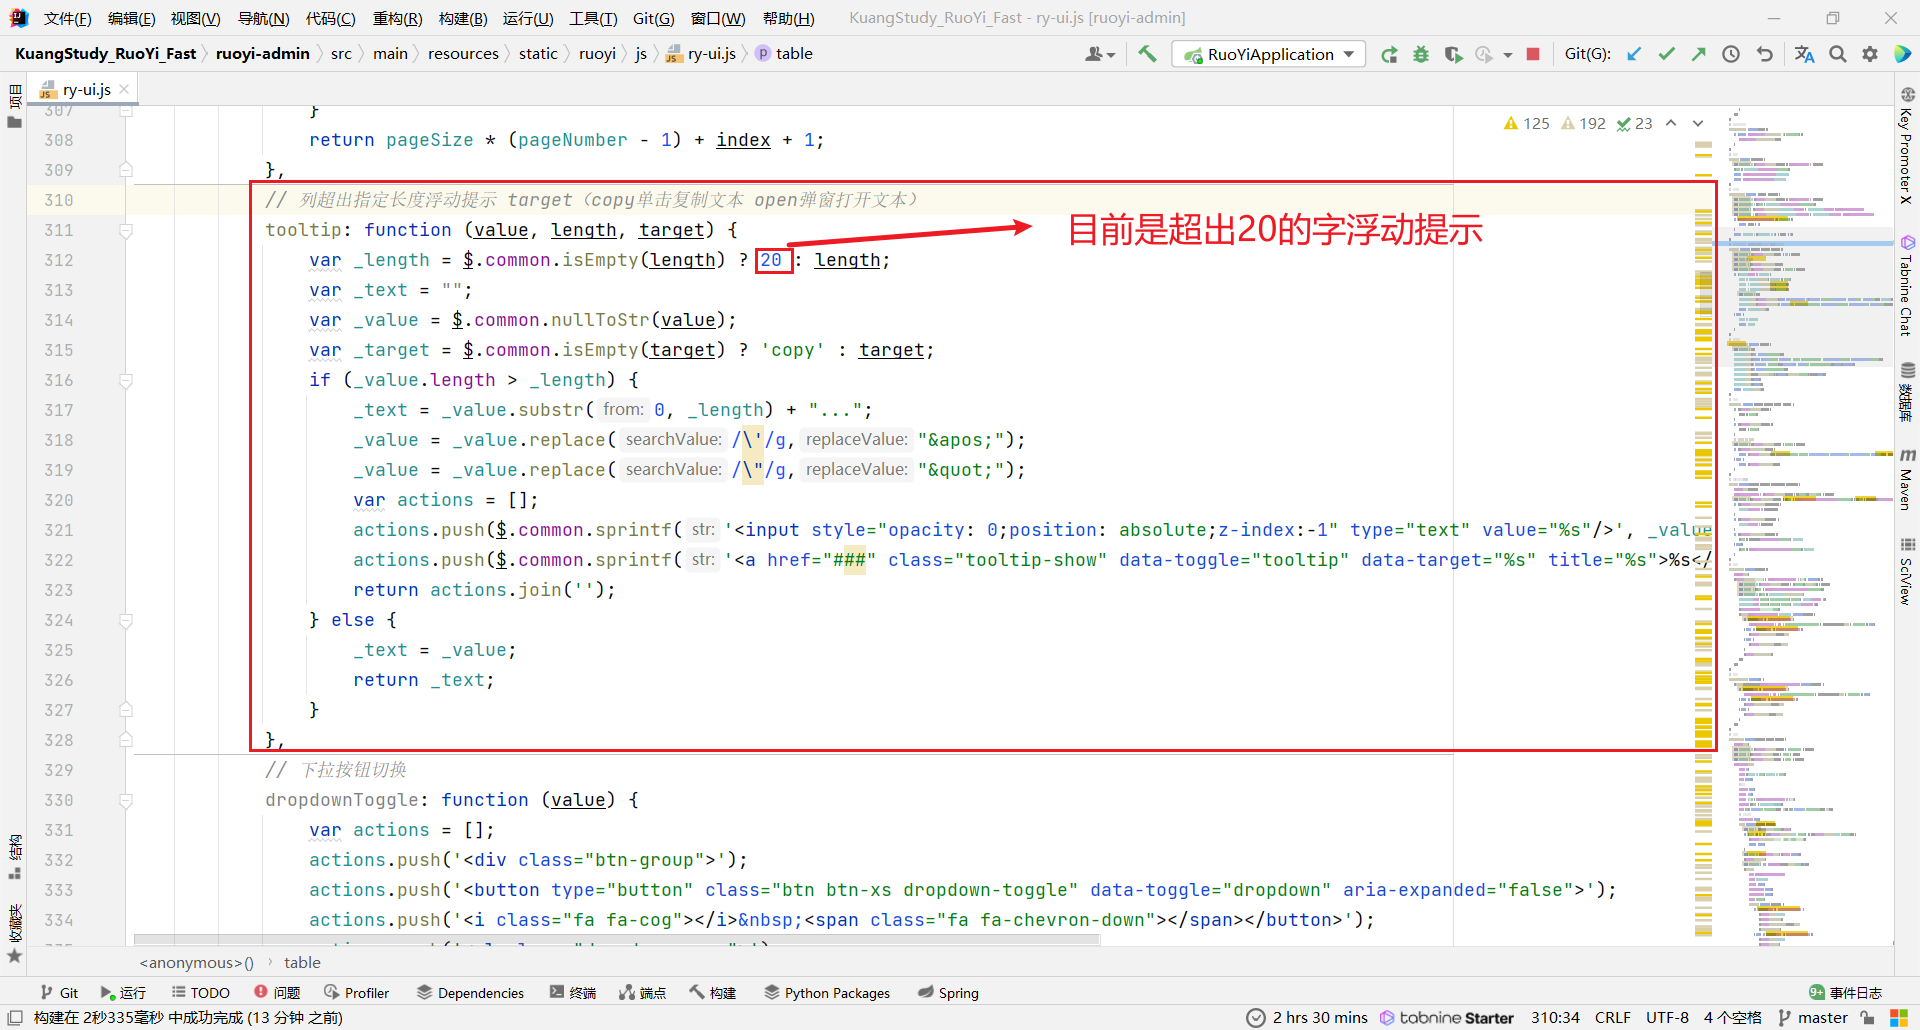 文件(F) 编辑(E) 视图(V) 导航(N) 代码(C) 重构(R) 构建(B) 运行(U) 工具(T) Git(G) 窗口(W) 帮助(H) KuangStudy_RuoYi_Fast - ry-ui.js [ruoyi-admin]
KuangStudy_RuoYi_Fast ruoyi-admin src main resources static ruoyi js ry-ui.js table RuoYiApplication Git(G):
ry-ui.js
125 192 23
307 }
308 return pageSize * (pageNumber - 1) + index + 1;
309 },
310 // 列超出指定长度浮动提示 target（copy单击复制文本 open弹窗打开文本）
311 tooltip: function (value, length, target) {
目前是超出20的字浮动提示
312 var _length = $.common.isEmpty(length) ? 20 : length;
313 var _text = "";
314 var _value = $.common.nullToStr(value);
315 var _target = $.common.isEmpty(target) ? 'copy' : target;
316 if (_value.length > _length) {
317 _text = _value.substr( from: 0, _length) + "...";
318 _value = _value.replace( searchValue: /\'/g, replaceValue: "&apos;");
319 _value = _value.replace( searchValue: /\"/g, replaceValue: "&quot;");
320 var actions = [];
321 actions.push($.common.sprintf( str: '<input style="opacity: 0;position: absolute;z-index:-1" type="text" value="%s"/>', _value
322 actions.push($.common.sprintf( str: '<a href="###" class="tooltip-show" data-toggle="tooltip" data-target="%s" title="%s">%s</
323 return actions.join('');
324 } else {
325 _text = _value;
326 return _text;
327 }
328 },
329 // 下拉按钮切换
330 dropdownToggle: function (value) {
331 var actions = [];
332 actions.push('<div class="btn-group">');
333 actions.push('<button type="button" class="btn btn-xs dropdown-toggle" data-toggle="dropdown" aria-expanded="false">');
334 actions.push('<i class="fa fa-cog"></i>&nbsp;<span class="fa fa-chevron-down"></span></button>');
项目
结构
收藏夹
Key Promoter X
Tabnine Chat
数据库
Maven
SciView
<anonymous>() table
Git 运行 TODO 问题 Profiler Dependencies 终端 端点 构建 Python Packages Spring 9+ 事件日志
构建在 2秒335毫秒 中成功完成 (13 分钟 之前) 2 hrs 30 mins tabnine Starter 310:34 CRLF UTF-8 4 个空格 master